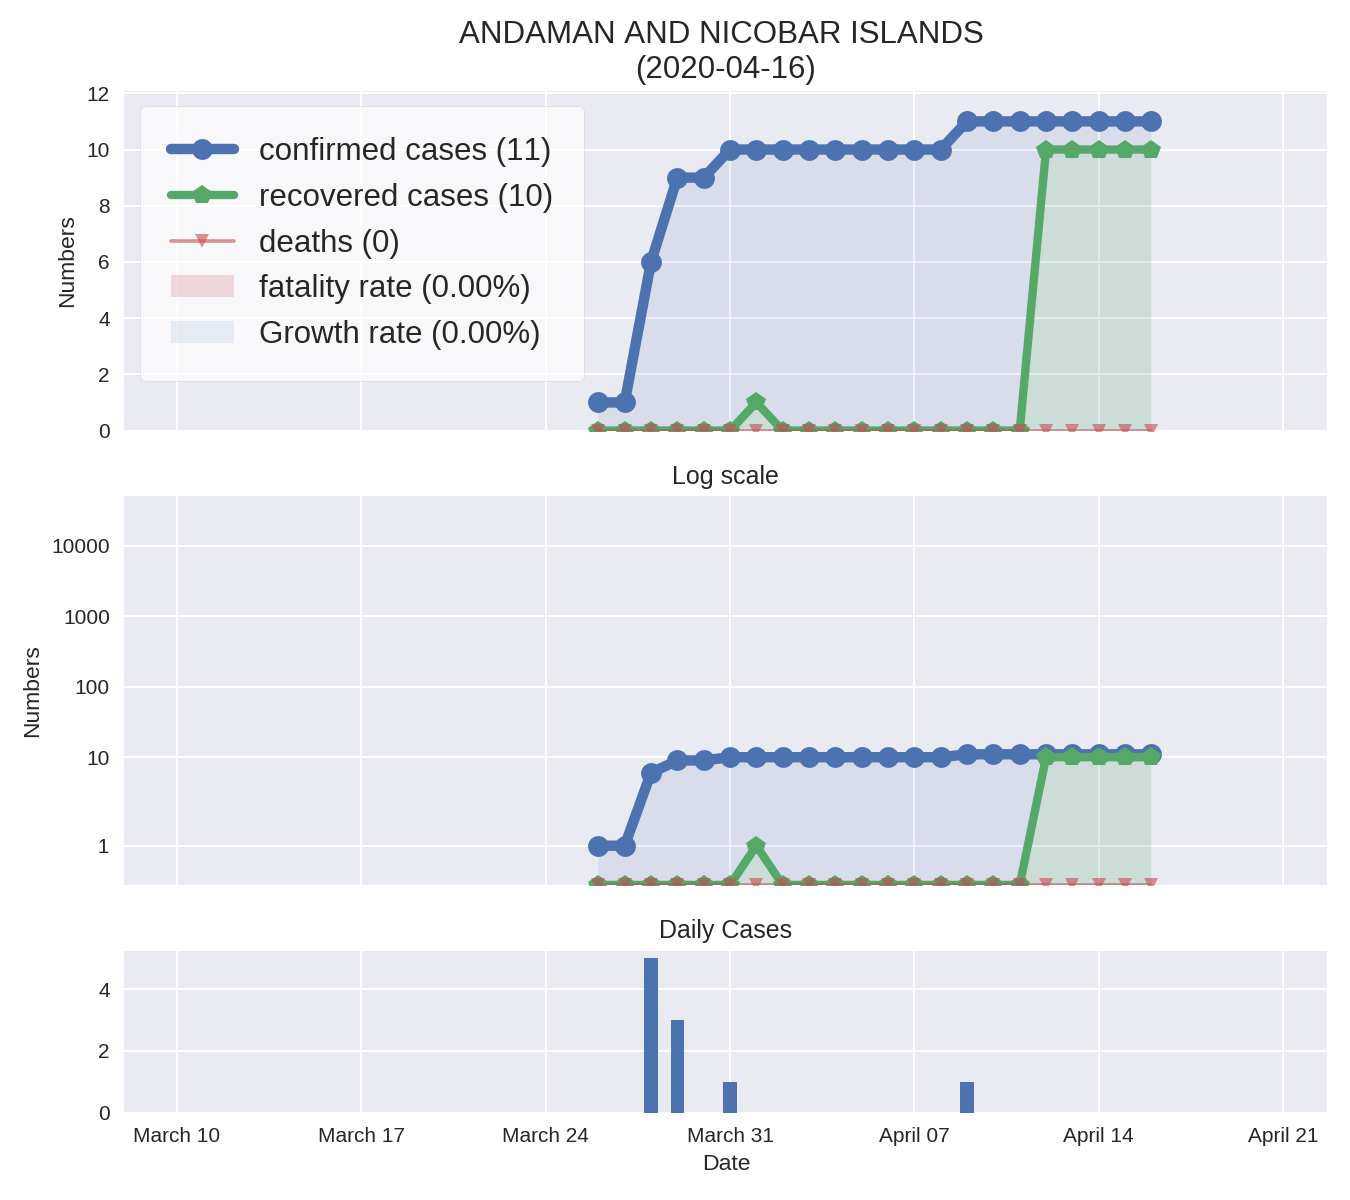 ANDAMAN AND NICOBAR ISLANDS
(2020-04-16)
12
10
8
6
4
2
0
Numbers
confirmed cases (11)
recovered cases (10)
deaths (0)
fatality rate (0.00%)
Growth rate (0.00%)
Log scale
10000
1000
100
10
1
Numbers
Daily Cases
4
2
0
March 10 March 17 March 24 March 31 April 07 April 14 April 21
Date